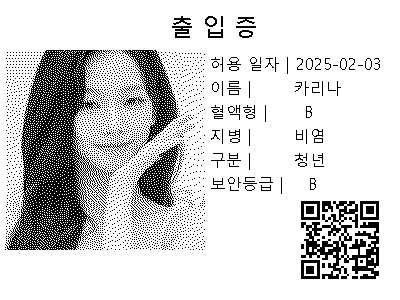 출 입 증
허용 일자 | 2025-02-03
이름 | 카리나
혈액형 | B
지병 | 비염
구분 | 청년
보안등급 | B